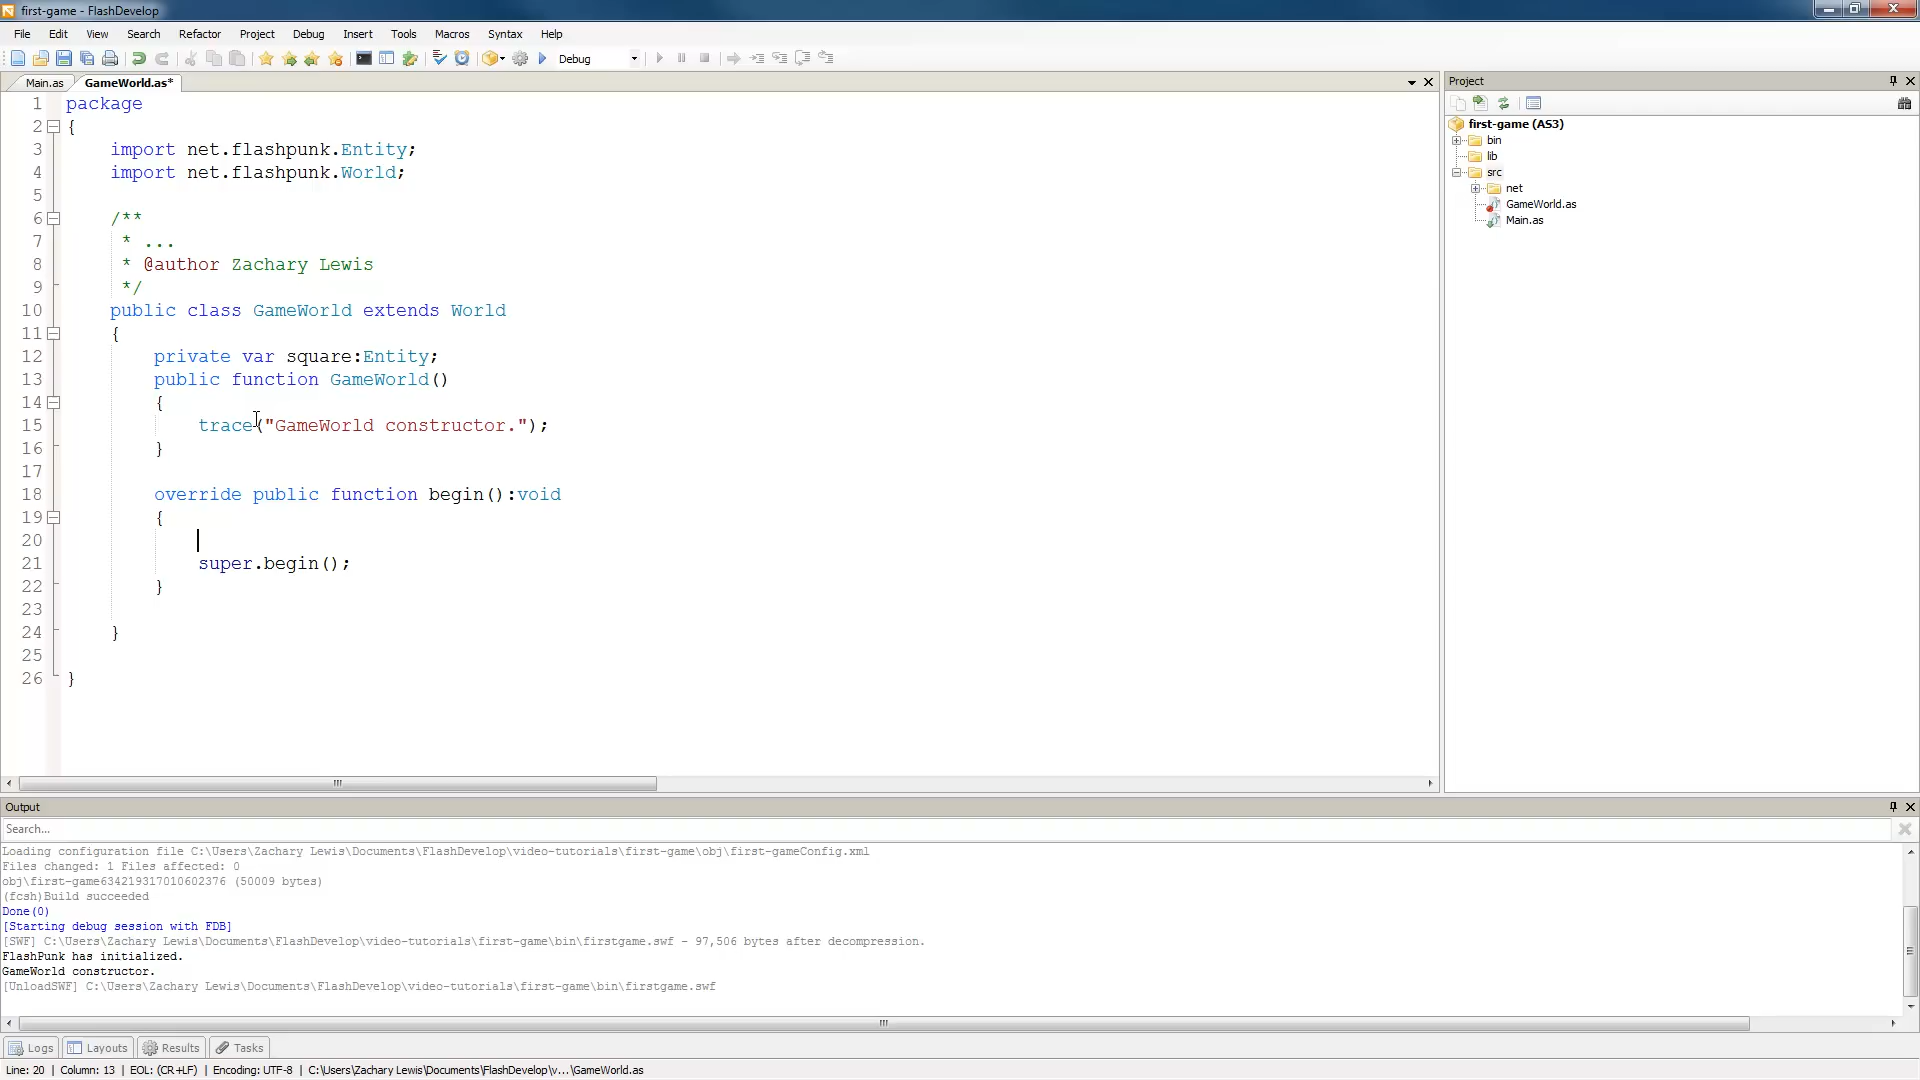 first-game - FlashDevelop
File Edit View Search Refactor Project Debug Insert Tools Macros Syntax Help
Debug
Main.as GameWorld.as*
1 package
2 {
3 import net.flashpunk.Entity;
4 import net.flashpunk.World;
5
6 /**
7 * ...
8 * @author Zachary Lewis
9 */
10 public class GameWorld extends World
11 {
12 private var square:Entity;
13 public function GameWorld()
14 {
15 trace("GameWorld constructor.");
16 }
17
18 override public function begin():void
19 {
20
21 super.begin();
22 }
23
24 }
25
26 }
Project
first-game (AS3)
bin
lib
src
net
GameWorld.as
Main.as
Output
Search...
Loading configuration file C:\Users\Zachary Lewis\Documents\FlashDevelop\video-tutorials\first-game\obj\first-gameConfig.xml
Files changed: 1 Files affected: 0
obj\first-game634219317010602376 (50009 bytes)
(fcsh)Build succeeded
Done(0)
[Starting debug session with FDB]
[SWF] C:\Users\Zachary Lewis\Documents\FlashDevelop\video-tutorials\first-game\bin\firstgame.swf - 97,506 bytes after decompression.
FlashPunk has initialized.
GameWorld constructor.
[UnloadSWF] C:\Users\Zachary Lewis\Documents\FlashDevelop\video-tutorials\first-game\bin\firstgame.swf
Logs Layouts Results Tasks
Line: 20 | Column: 13 | EOL: (CR+LF) | Encoding: UTF-8 | C:\Users\Zachary Lewis\Documents\FlashDevelop\v...\GameWorld.as